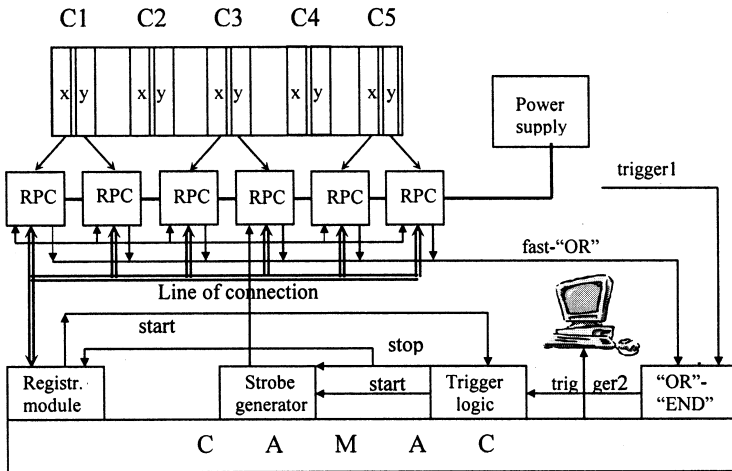 C1 C2 C3 C4 C5
x y x y x y x y x y
Power
supply
RPC RPC RPC RPC RPC RPC
trigger1
fast-“OR”
Line of connection
start
stop
Registr.
module
Strobe
generator
start
Trigger
logic
trig ger2
“OR”-
“END”
C A M A C